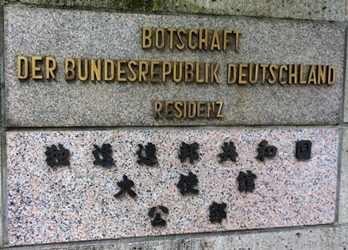 BOTSCHAFT
DER BUNDESREPUBLIK DEUTSCHLAND
RESIDENZ
独逸連邦共和国
大使館
公邸